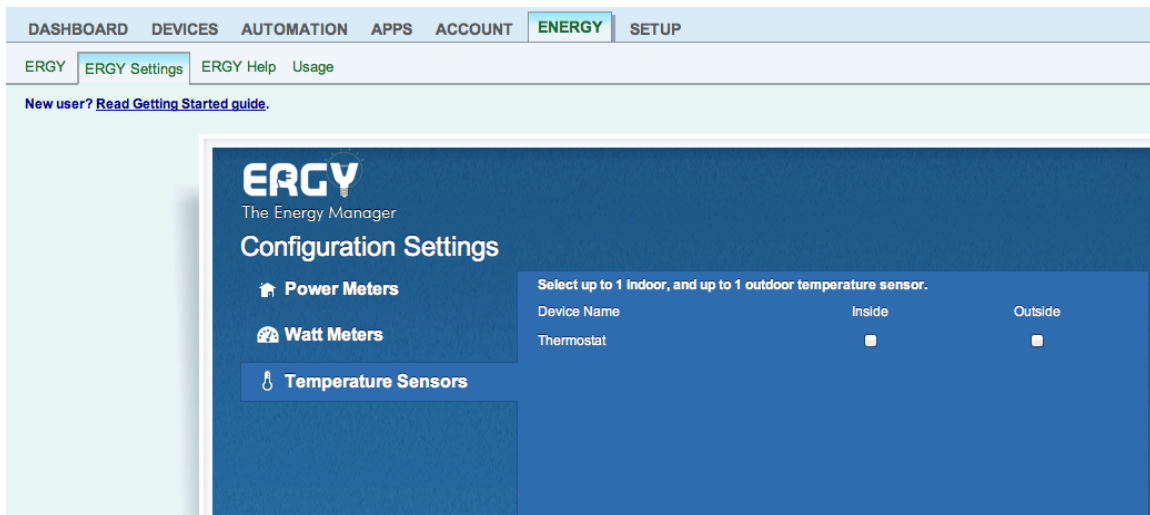 DASHBOARD DEVICES AUTOMATION APPS ACCOUNT ENERGY SETUP
ERGY ERGY Settings ERGY Help Usage
New user? Read Getting Started guide.
ERGY
The Energy Manager
Configuration Settings
Power Meters
Select up to 1 indoor, and up to 1 outdoor temperature sensor.
Device Name Inside Outside
Watt Meters
Thermostat
Temperature Sensors